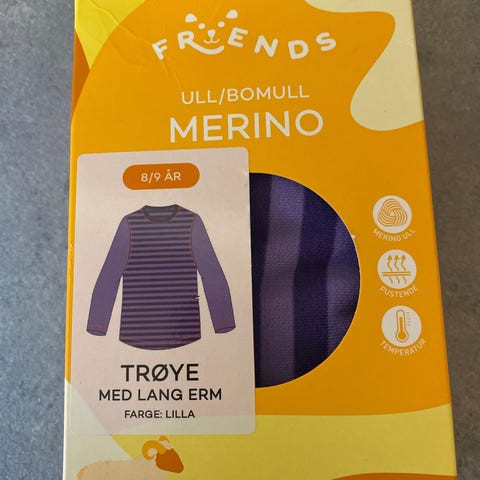 FRIENDS
ULL/BOMULL
MERINO
8/9 ÅR
TRØYE
MED LANG ERM
FARGE: LILLA
MERINO ULL
PUSTENDE
TEMPERATUR